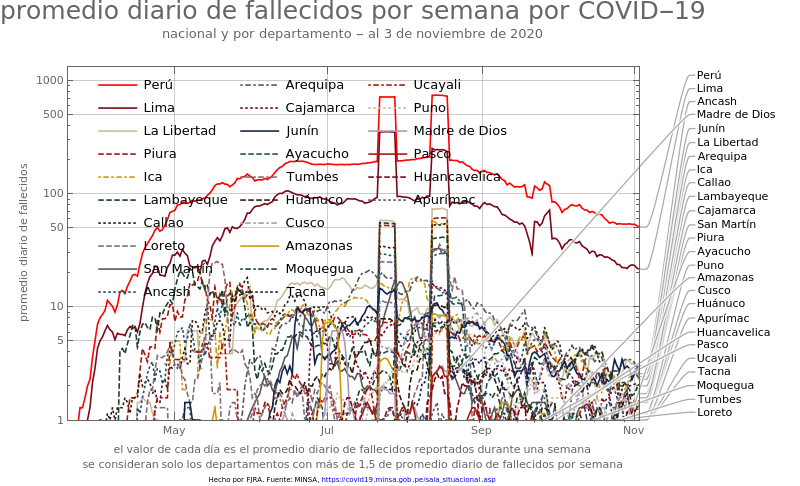 promedio diario de fallecidos por semana por COVID–19
nacional y por departamento – al 3 de noviembre de 2020
promedio diario de fallecidos
1000
500
100
50
10
5
1
May
Jul
Sep
Nov
Perú
Lima
La Libertad
Piura
Ica
Lambayeque
Callao
Loreto
San Martín
Ancash
Arequipa
Cajamarca
Junín
Ayacucho
Tumbes
Huánuco
Cusco
Amazonas
Moquegua
Tacna
Ucayali
Puno
Madre de Dios
Pasco
Huancavelica
Apurímac
Perú
Lima
Ancash
Madre de Dios
Junín
La Libertad
Arequipa
Ica
Callao
Lambayeque
Cajamarca
San Martín
Piura
Ayacucho
Puno
Amazonas
Cusco
Huánuco
Apurímac
Huancavelica
Pasco
Ucayali
Tacna
Moquegua
Tumbes
Loreto
el valor de cada día es el promedio diario de fallecidos reportados durante una semana
se consideran solo los departamentos con más de 1,5 de promedio diario de fallecidos por semana
Hecho por FJRA. Fuente: MINSA, https://covid19.minsa.gob.pe/sala_situacional.asp